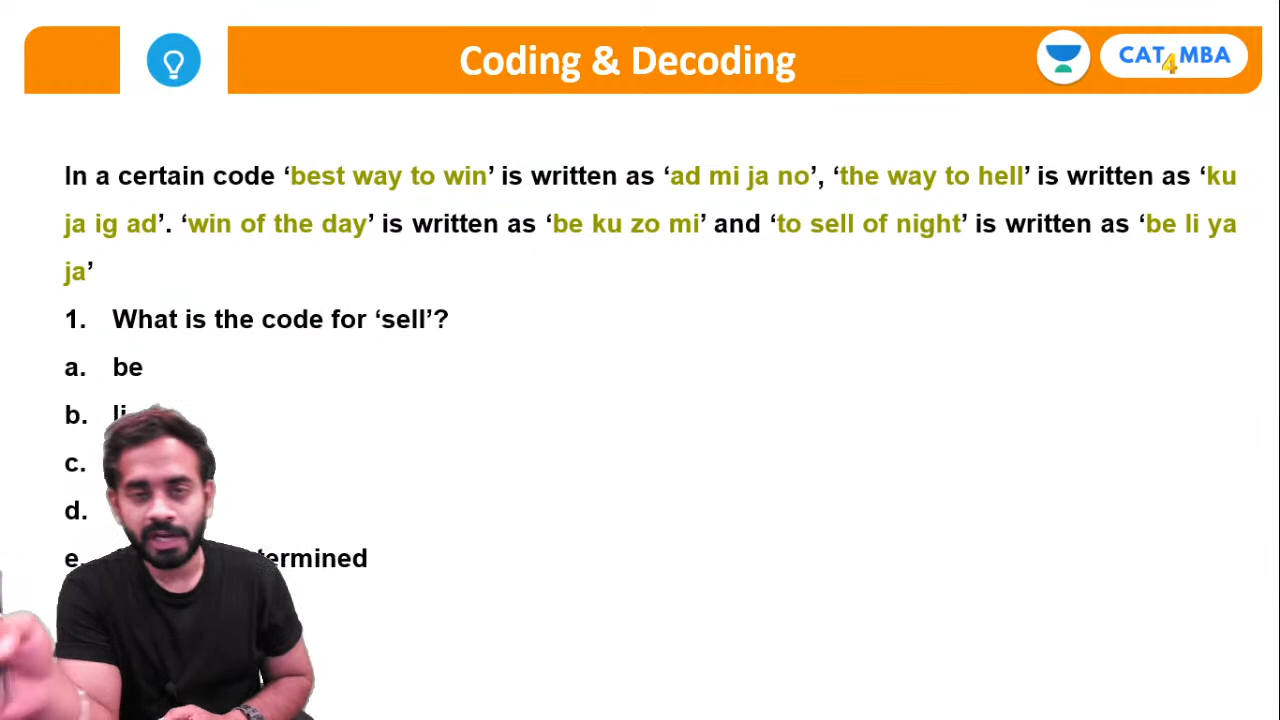 Coding & Decoding
CAT4MBA
In a certain code ‘best way to win’ is written as ‘ad mi ja no’, ‘the way to hell’ is written as ‘ku
ja ig ad’. ‘win of the day’ is written as ‘be ku zo mi’ and ‘to sell of night’ is written as ‘be li ya
ja’
1. What is the code for ‘sell’?
a. be
b. li
c.
d.
e.